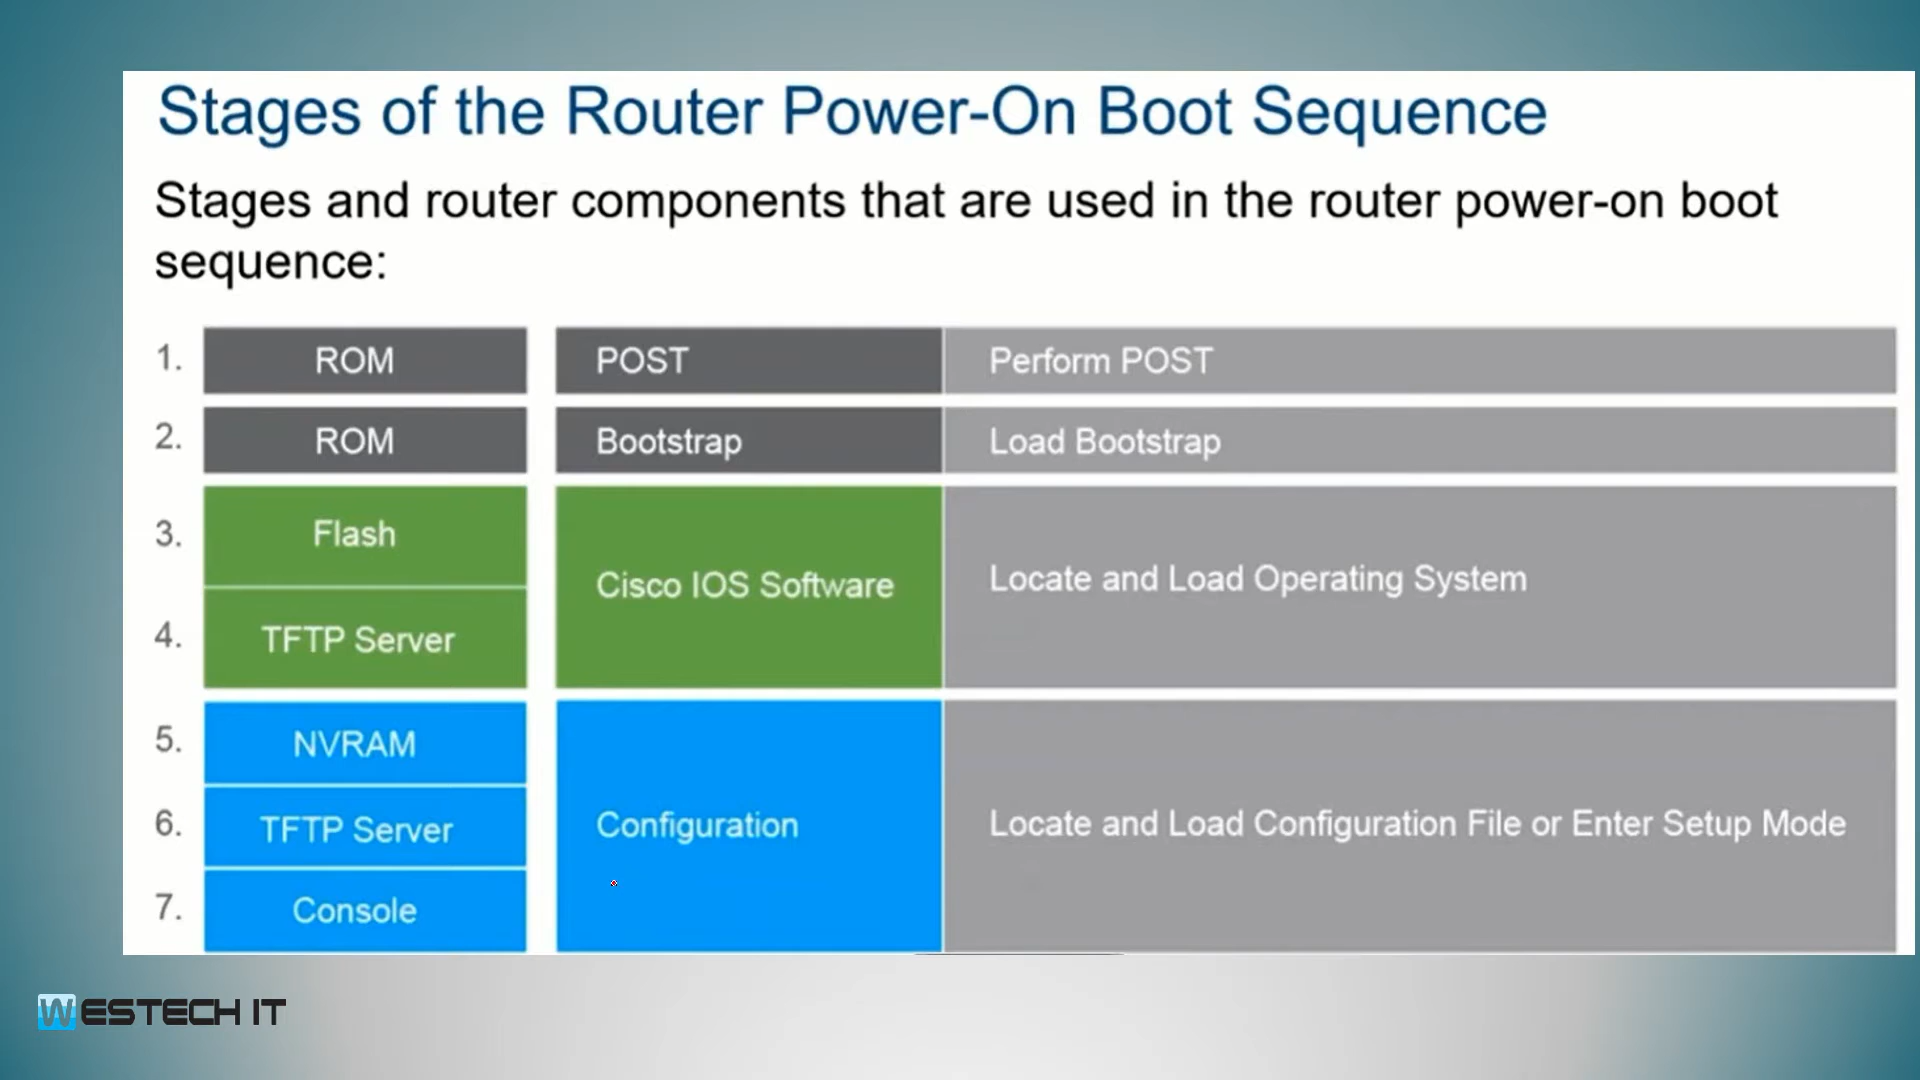 Stages of the Router Power-On Boot Sequence
Stages and router components that are used in the router power-on boot
sequence:
1. ROM POST Perform POST
2. ROM Bootstrap Load Bootstrap
3. Flash
Cisco IOS Software Locate and Load Operating System
4. TFTP Server
5. NVRAM
6. TFTP Server Configuration Locate and Load Configuration File or Enter Setup Mode
7. Console
WESTECH IT